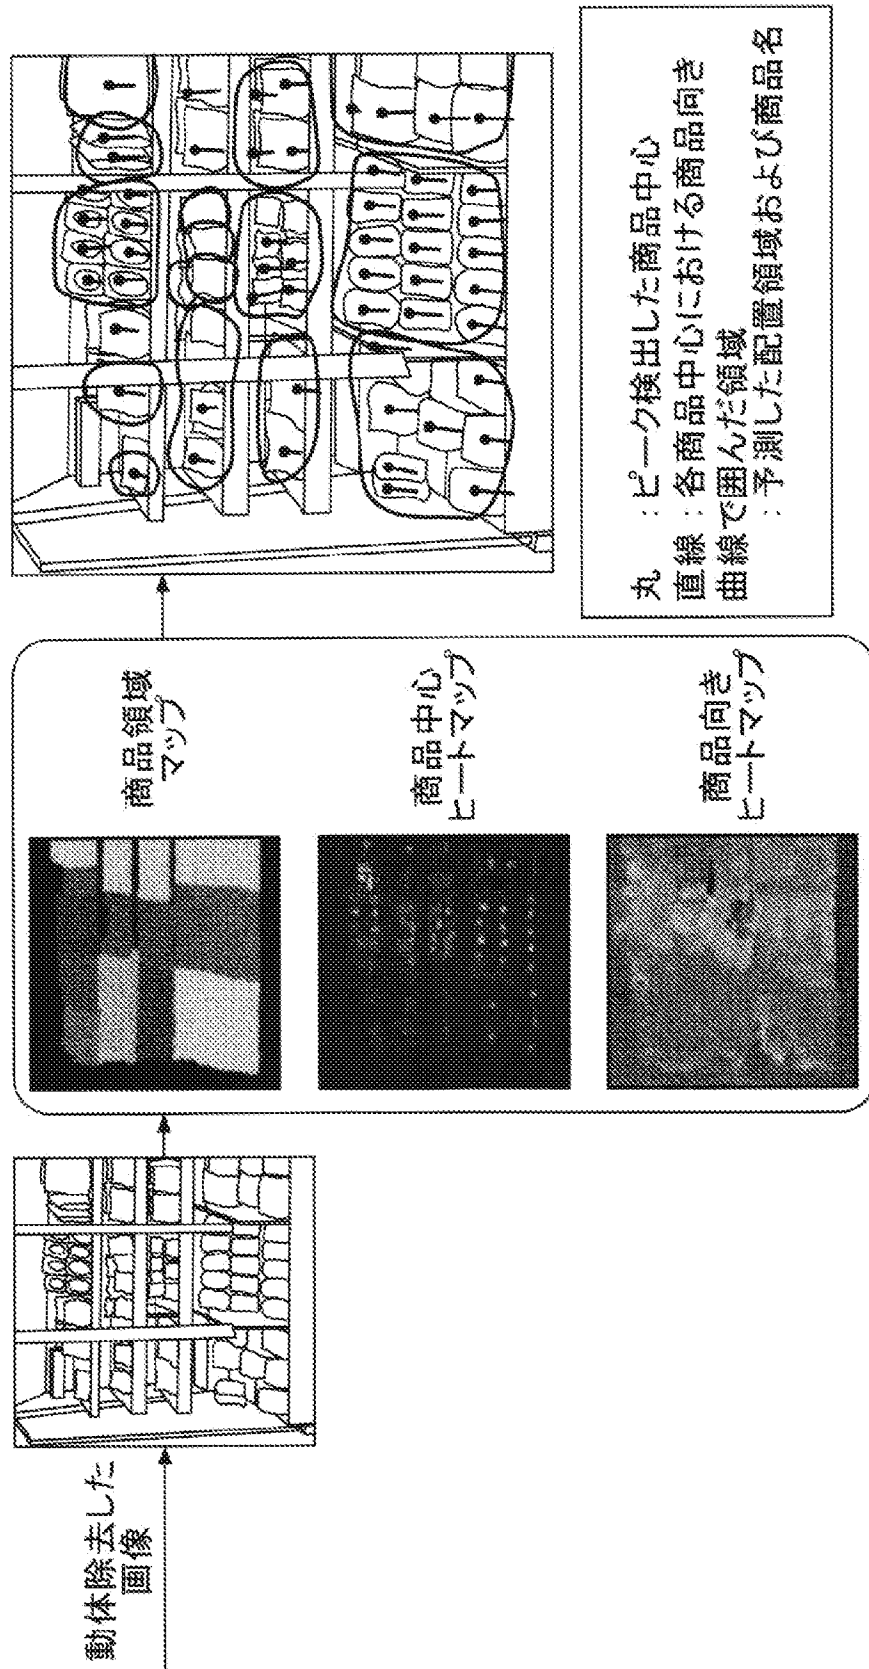 動体除去した
画像
商品領域
マップ
商品中心
ヒートマップ
商品向き
ヒートマップ
丸　：ピーク検出した商品中心
直線：各商品中心における商品向き
曲線で囲んだ領域
：予測した配置領域および商品名